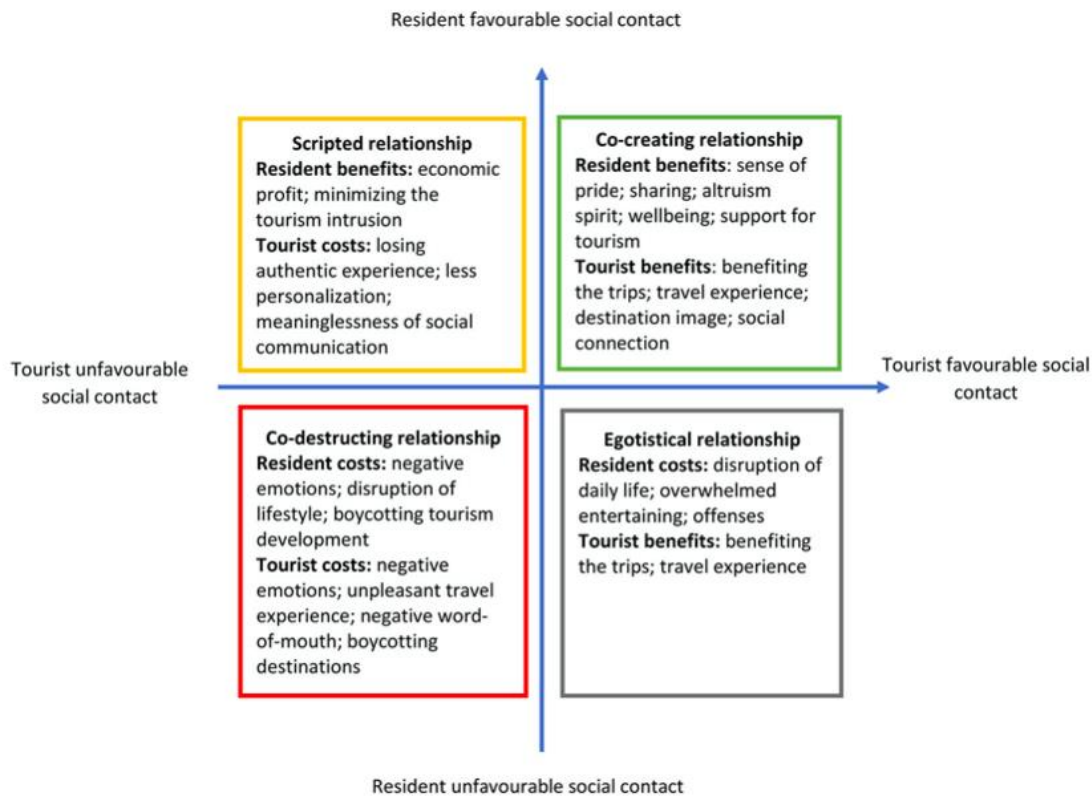 Resident favourable social contact
Scripted relationship
Resident benefits: economic
profit; minimizing the
tourism intrusion
Tourist costs: losing
authentic experience; less
personalization;
meaninglessness of social
communication
Co-creating relationship
Resident benefits: sense of
pride; sharing; altruism
spirit; wellbeing; support for
tourism
Tourist benefits: benefiting
the trips; travel experience;
destination image; social
connection
Tourist unfavourable
social contact
Tourist favourable social
contact
Co-destructing relationship
Resident costs: negative
emotions; disruption of
lifestyle; boycotting tourism
development
Tourist costs: negative
emotions; unpleasant travel
experience; negative word-
of-mouth; boycotting
destinations
Egotistical relationship
Resident costs: disruption of
daily life; overwhelmed
entertaining; offenses
Tourist benefits: benefiting
the trips; travel experience
Resident unfavourable social contact